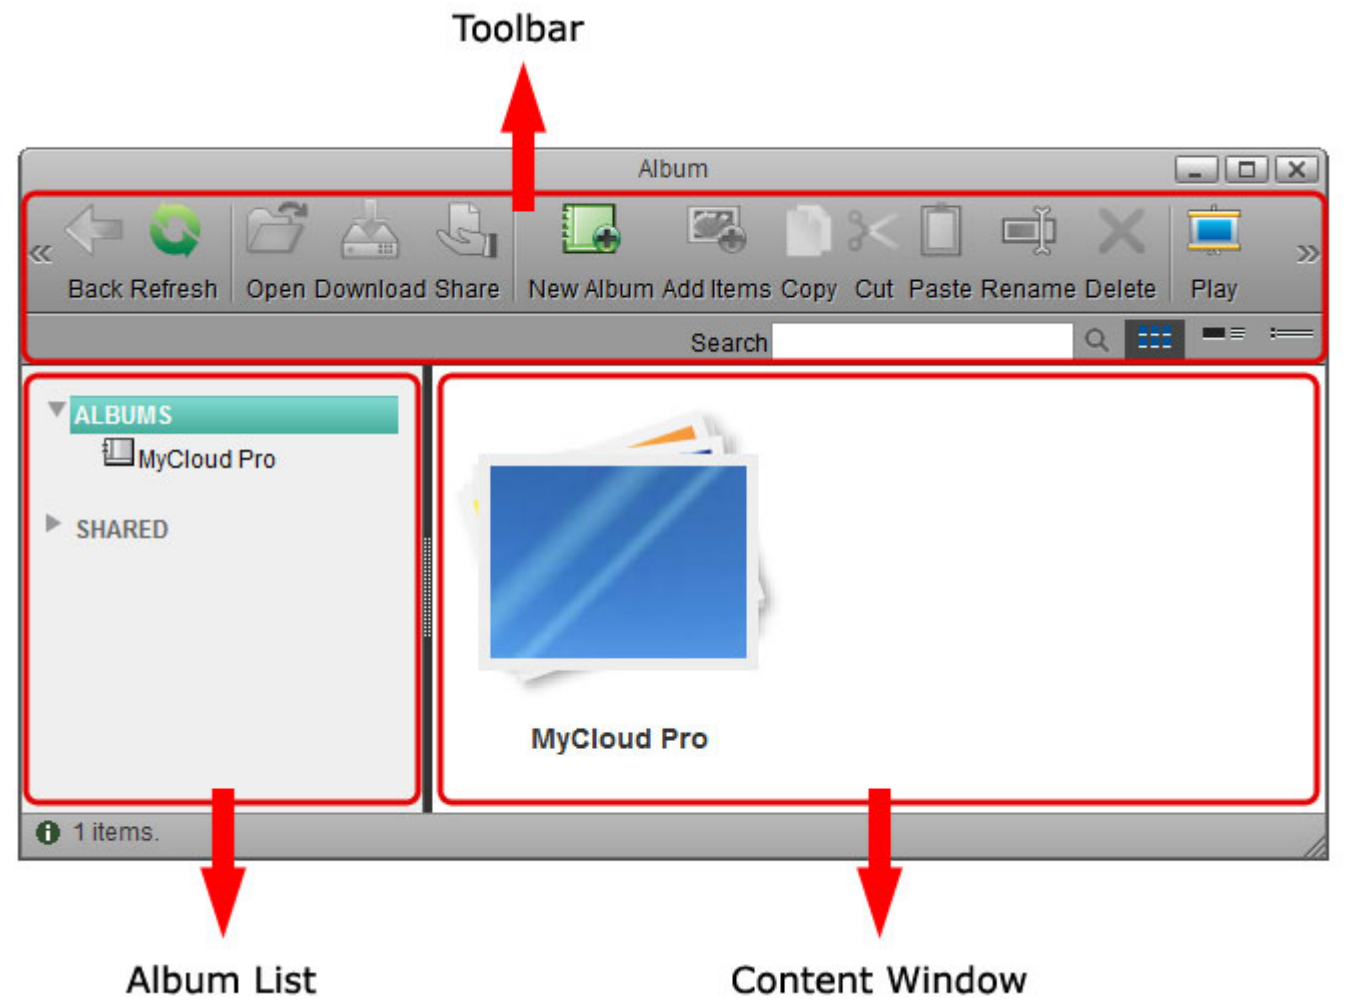 Toolbar
Album
Back Refresh Open Download Share New Album Add Items Copy Cut Paste Rename Delete Play
Search
ALBUMS
MyCloud Pro
SHARED
MyCloud Pro
1 items.
Album List Content Window